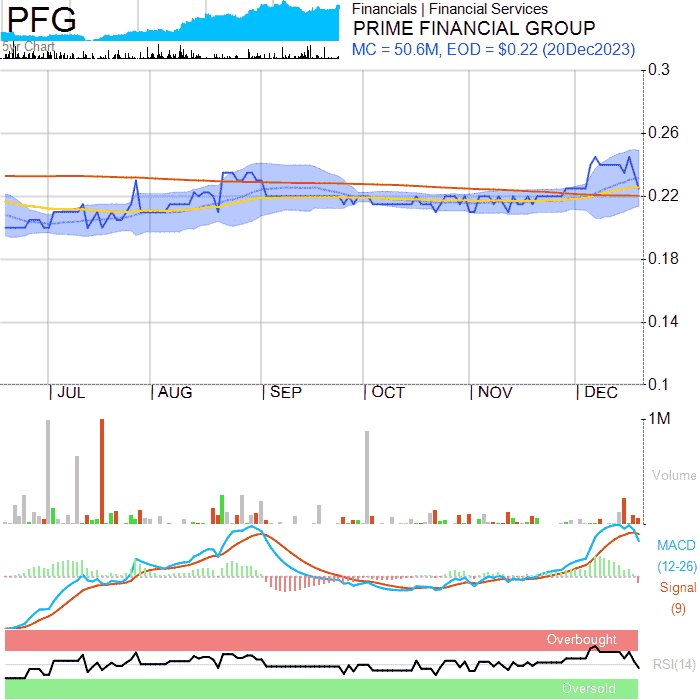 PFG
5yr Chart
Financials | Financial Services
PRIME FINANCIAL GROUP
MC = 50.6M, EOD = $0.22 (20Dec2023)
0.3
0.26
0.22
0.18
0.14
0.1
JUL
AUG
SEP
OCT
NOV
DEC
1M
Volume
MACD
(12-26)
Signal
(9)
Overbought
RSI(14)
Oversold